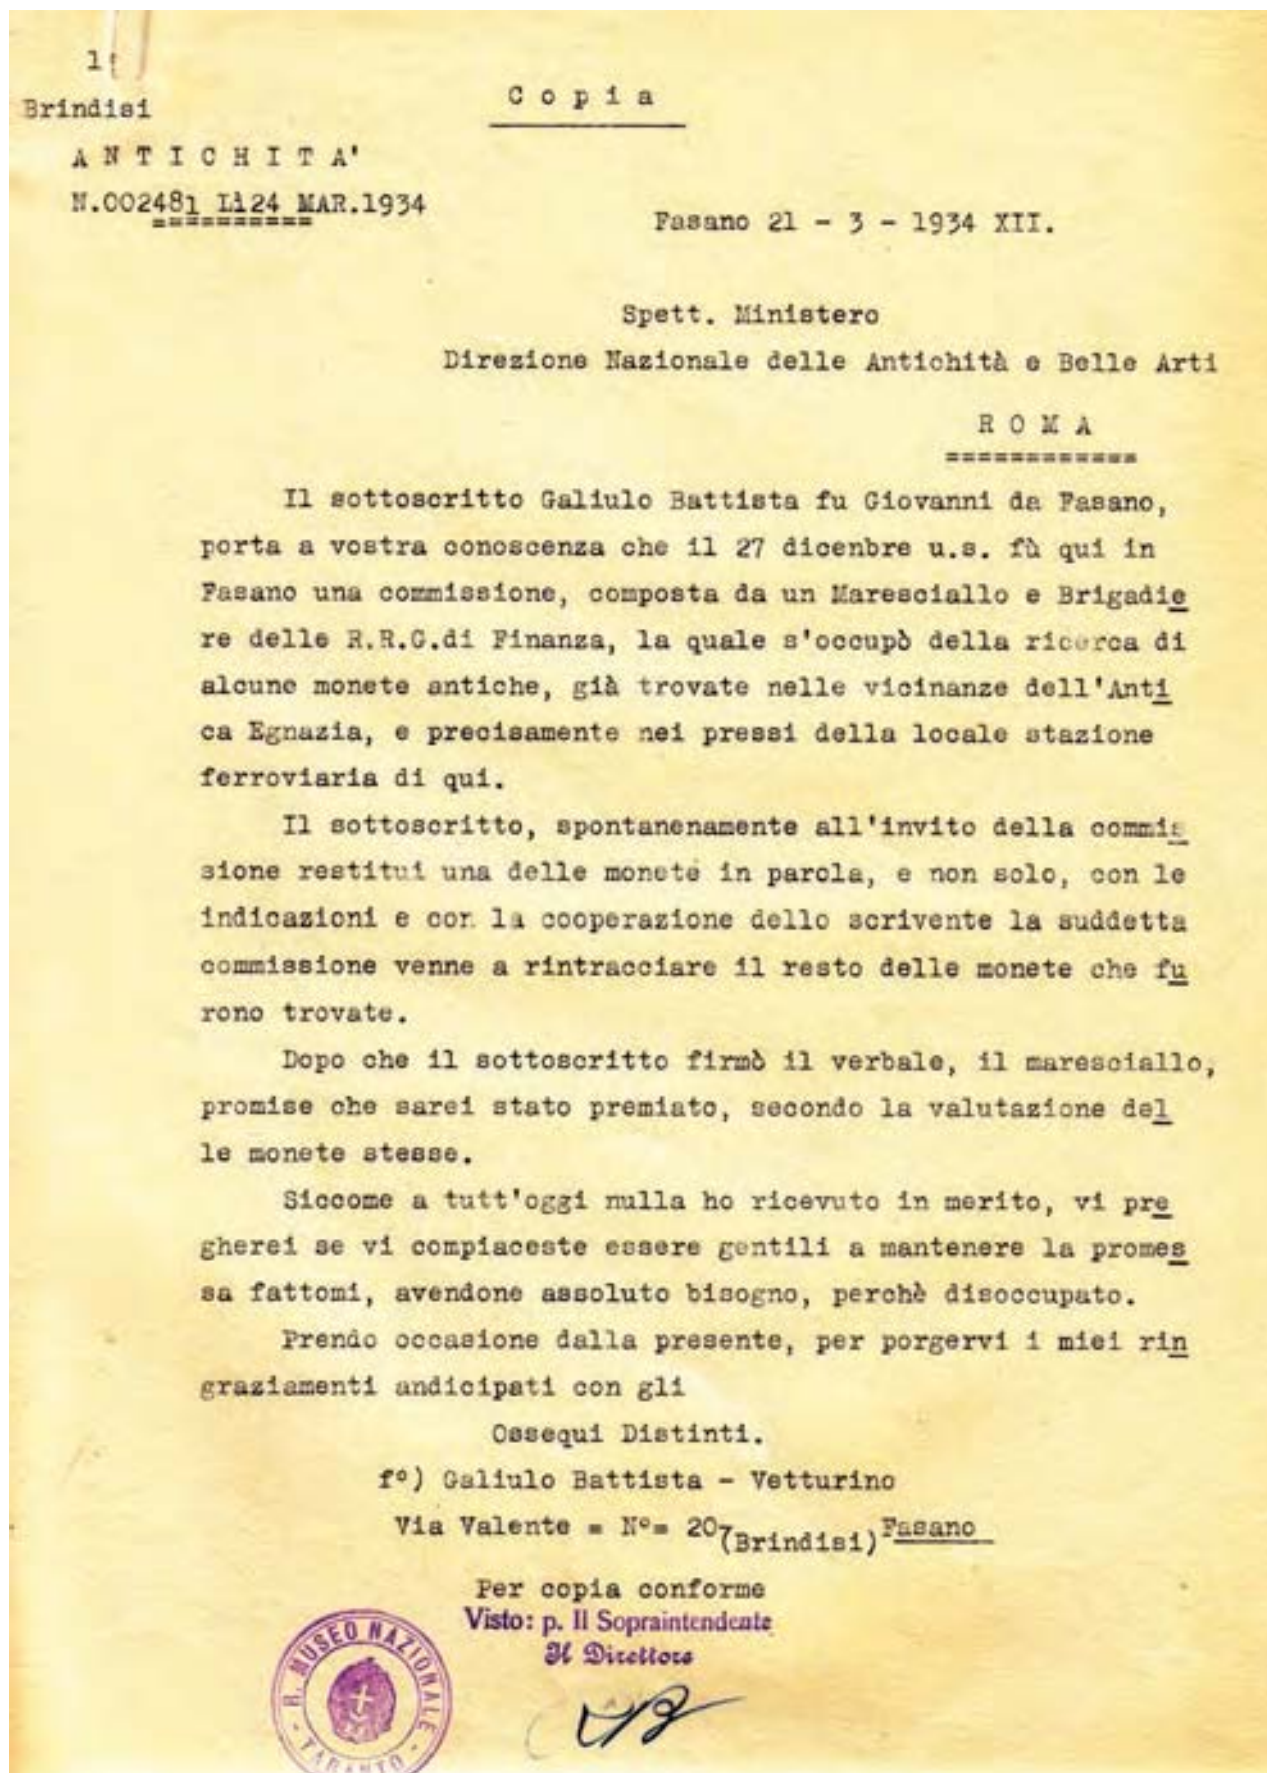 1
Brindisi
Copia
ANTICHITA'
N.002481 Lì24 MAR.1934
==========
Fasano 21 - 3 - 1934 XII.
Spett. Ministero
Direzione Nazionale delle Antichità e Belle Arti
ROMA
============
Il sottoscritto Galiulo Battista fu Giovanni da Fasano,
porta a vostra conoscenza che il 27 dicenbre u.s. fù qui in
Fasano una commissione, composta da un Maresciallo e Brigadie
re delle R.R.G.di Finanza, la quale s'occupò della ricerca di
alcune monete antiche, già trovate nelle vicinanze dell'Anti
ca Egnazia, e precisamente nei pressi della locale stazione
ferroviaria di qui.
Il sottoscritto, spontanenamente all'invito della commis
sione restitui una delle monete in parola, e non solo, con le
indicazioni e con la cooperazione dello scrivente la suddetta
commissione venne a rintracciare il resto delle monete che fu
rono trovate.
Dopo che il sottoscritto firmò il verbale, il maresciallo,
promise che sarei stato premiato, secondo la valutazione del
le monete stesse.
Siccome a tutt'oggi nulla ho ricevuto in merito, vi pre
gherei se vi compiaceste essere gentili a mantenere la promes
sa fattomi, avendone assoluto bisogno, perchè disoccupato.
Prendo occasione dalla presente, per porgervi i miei rin
graziamenti andicipati con gli
Ossequi Distinti.
f°) Galiulo Battista - Vetturino
Via Valente = N°= 207(Brindisi)Fasano
Per copia conforme
Visto: p. Il Sopraintendente
Il Direttore
R. MUSEO NAZIONALE - TARANTO -